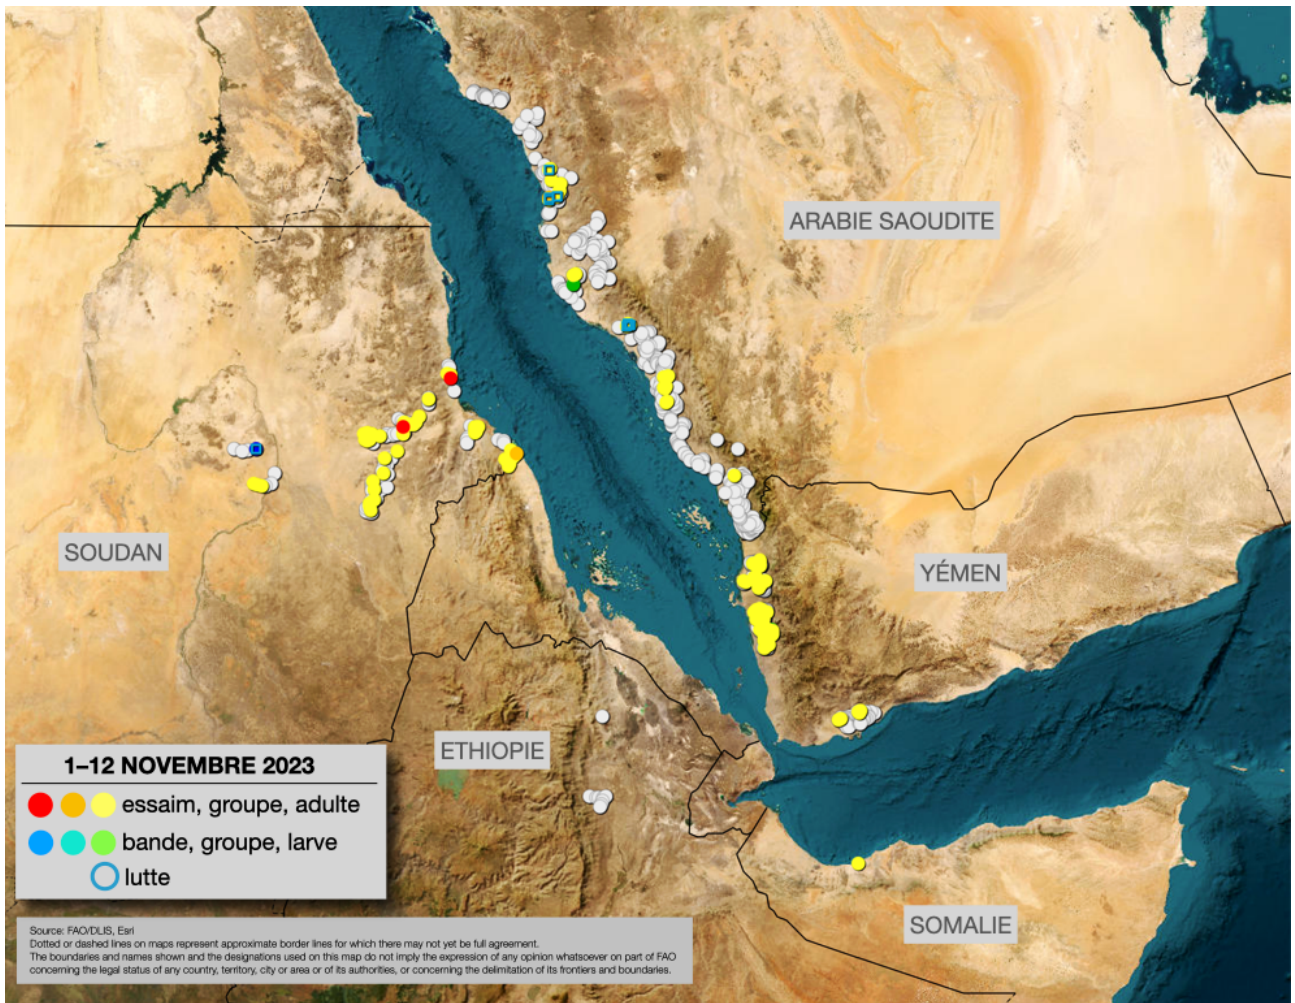 ARABIE SAOUDITE
SOUDAN
YÉMEN
ETHIOPIE
SOMALIE
1–12 NOVEMBRE 2023
essaim, groupe, adulte
bande, groupe, larve
lutte
Source: FAO/DLIS, Esri
Dotted or dashed lines on maps represent approximate border lines for which there may not yet be full agreement.
The boundaries and names shown and the designations used on this map do not imply the expression of any opinion whatsoever on part of FAO
concerning the legal status of any country, territory, city or area or of its authorities, or concerning the delimitation of its frontiers and boundaries.